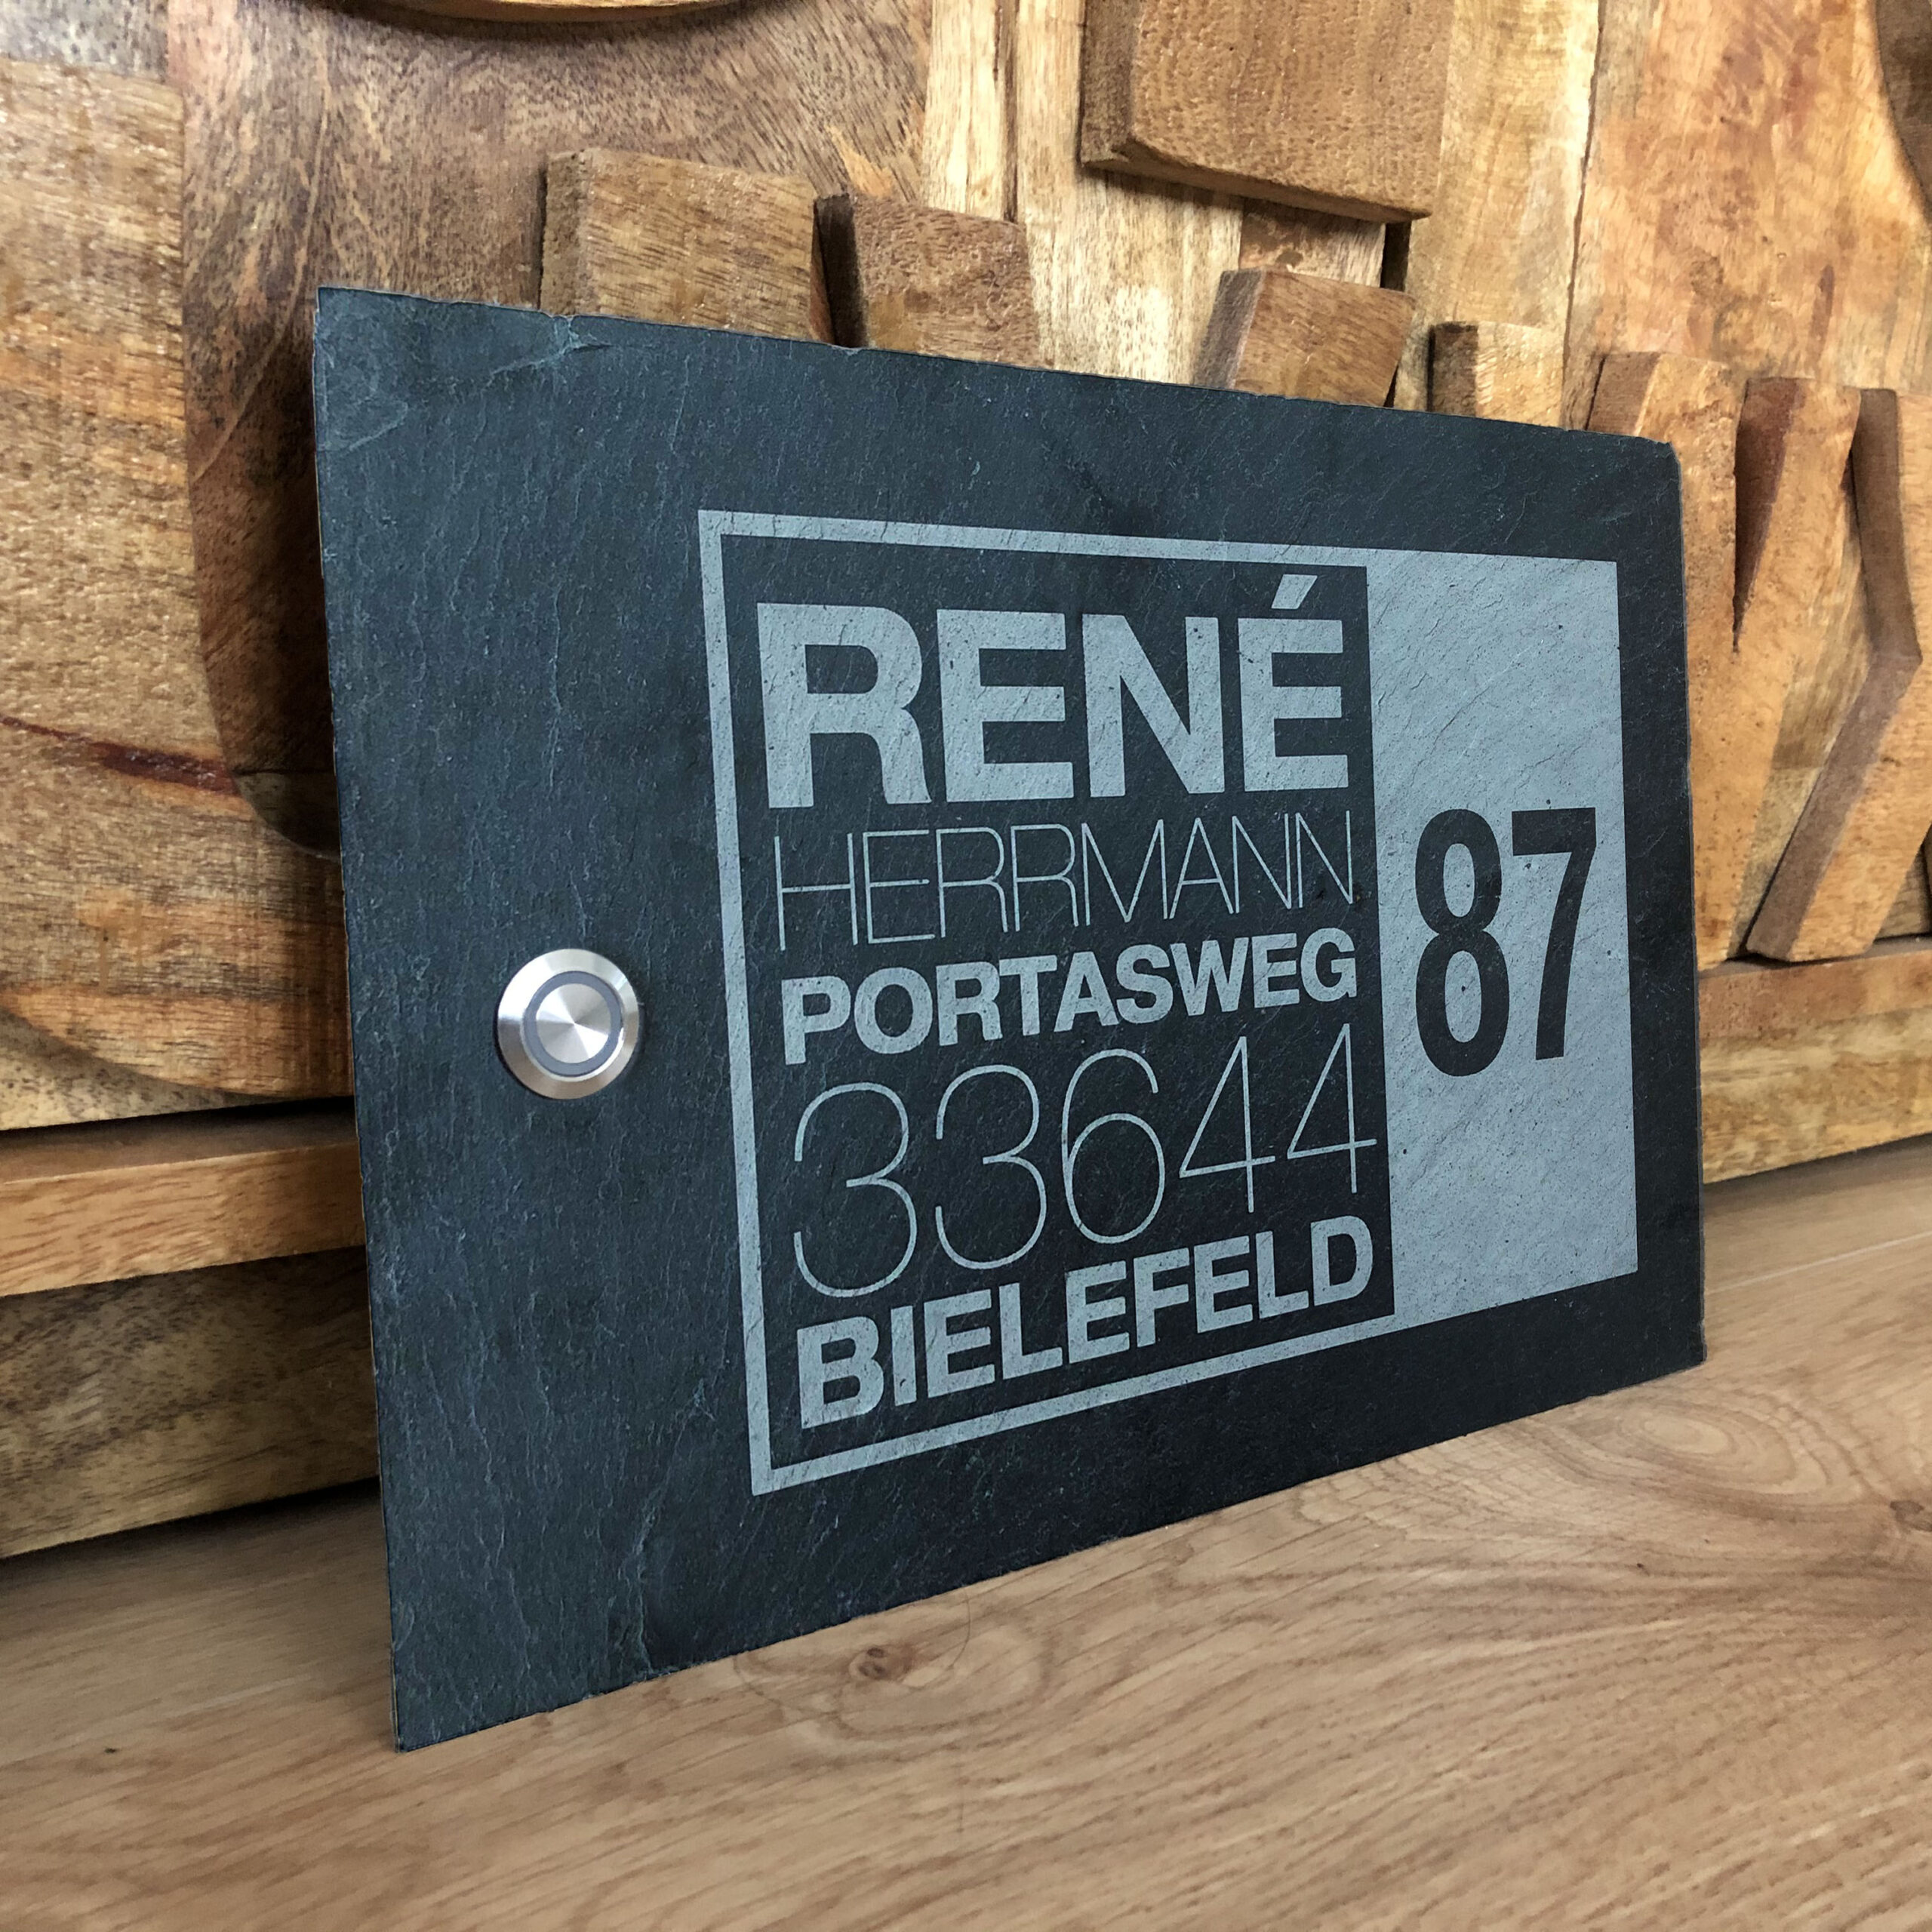 RENÉ
HERRMANN
PORTASWEG
33644
BIELEFELD
87